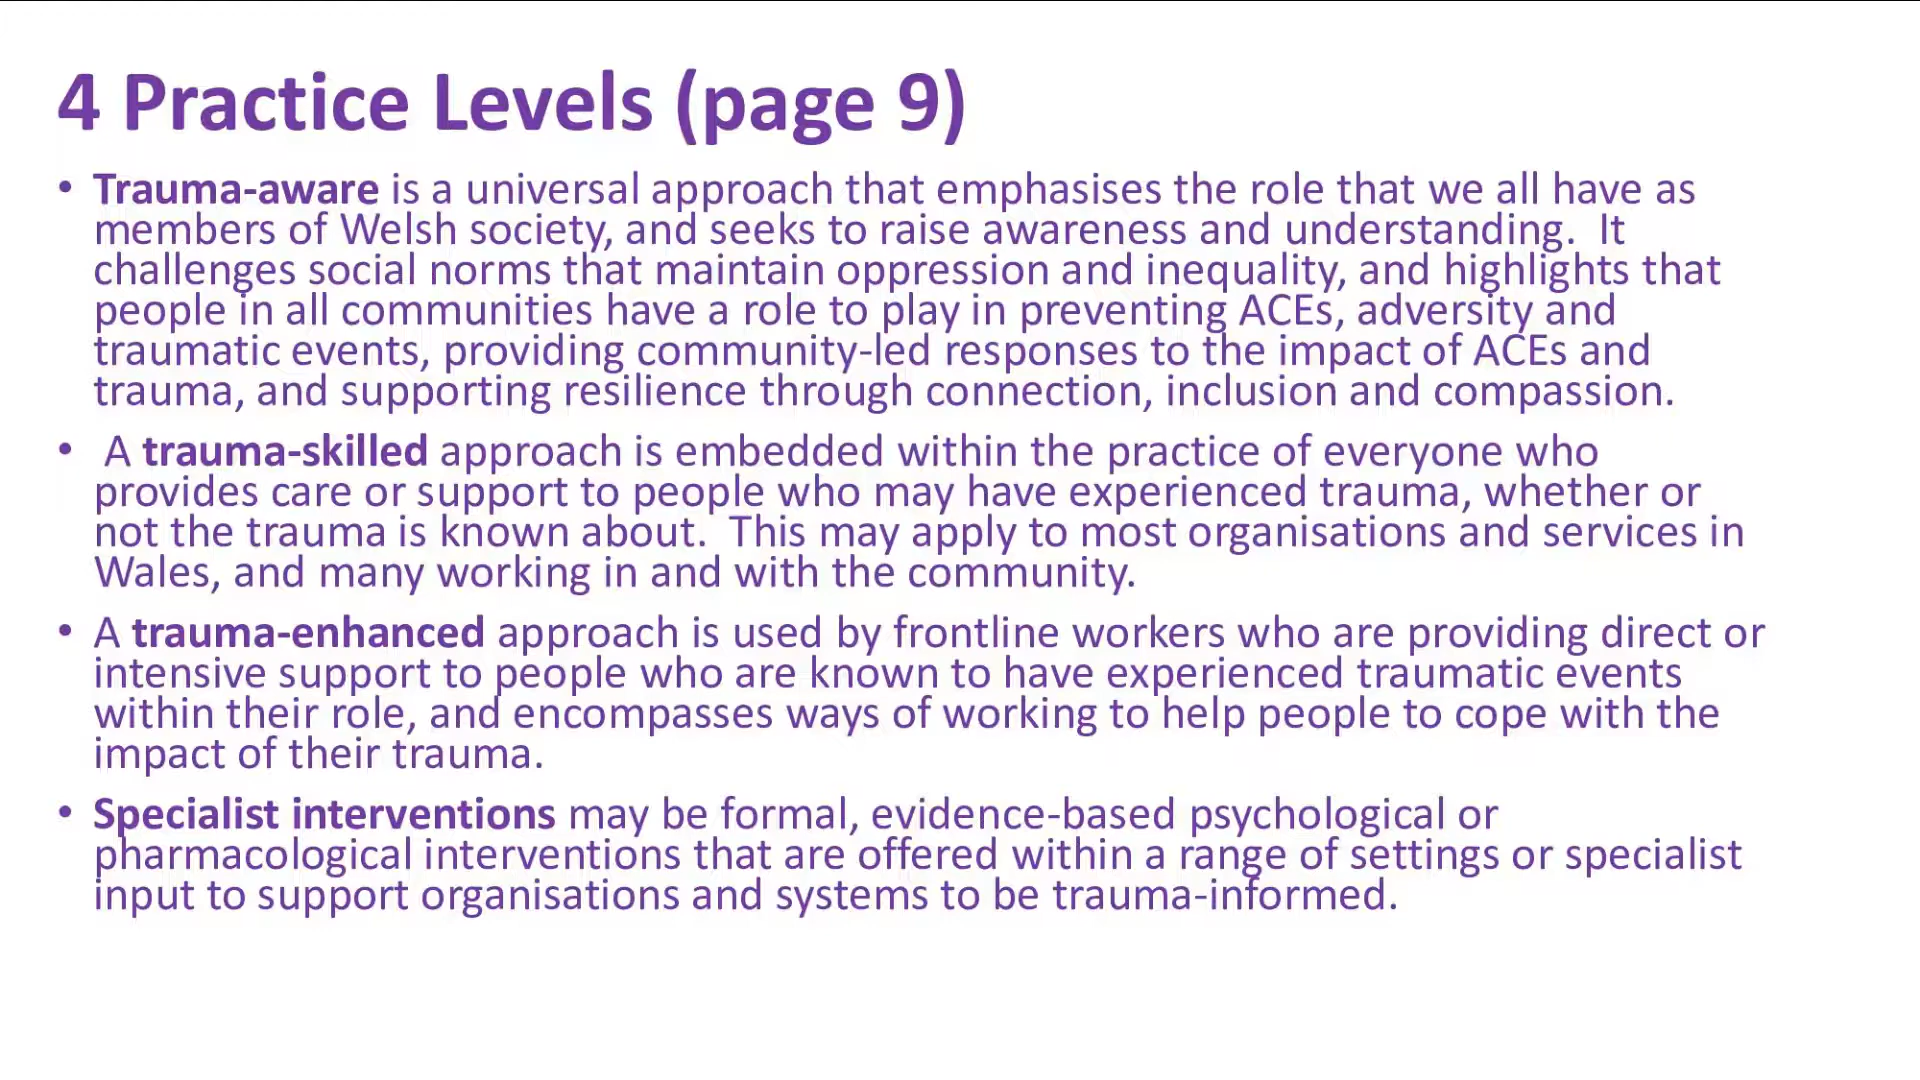 4 Practice Levels (page 9)
• Trauma-aware is a universal approach that emphasises the role that we all have as
members of Welsh society, and seeks to raise awareness and understanding.  It
challenges social norms that maintain oppression and inequality, and highlights that
people in all communities have a role to play in preventing ACEs, adversity and
traumatic events, providing community-led responses to the impact of ACEs and
trauma, and supporting resilience through connection, inclusion and compassion.
•  A trauma-skilled approach is embedded within the practice of everyone who
provides care or support to people who may have experienced trauma, whether or
not the trauma is known about.  This may apply to most organisations and services in
Wales, and many working in and with the community.
• A trauma-enhanced approach is used by frontline workers who are providing direct or
intensive support to people who are known to have experienced traumatic events
within their role, and encompasses ways of working to help people to cope with the
impact of their trauma.
• Specialist interventions may be formal, evidence-based psychological or
pharmacological interventions that are offered within a range of settings or specialist
input to support organisations and systems to be trauma-informed.